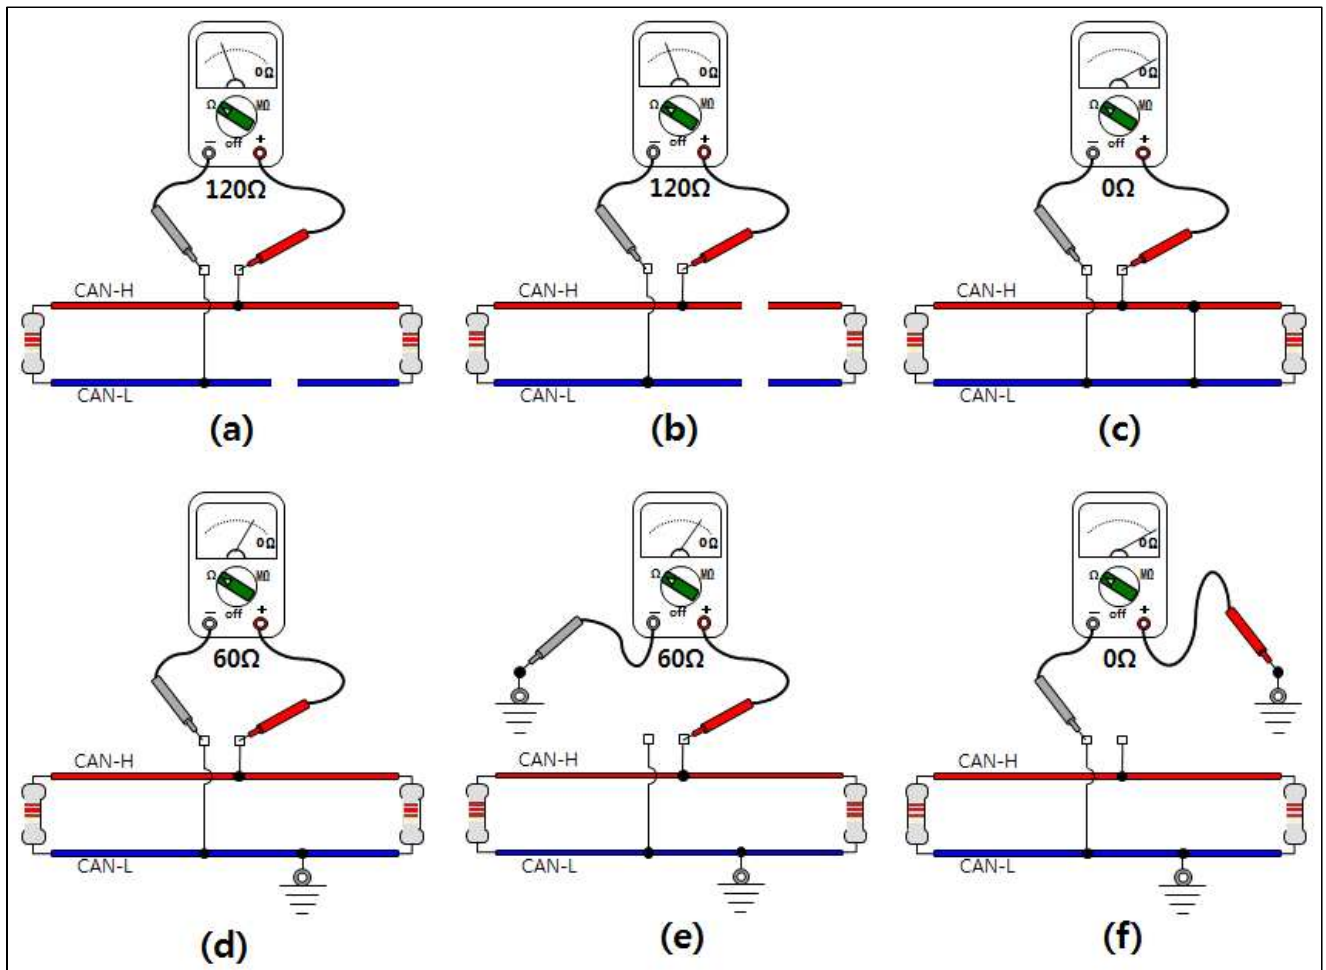 0Ω
Ω MΩ
− off +
120Ω
CAN-H
CAN-L
(a)
0Ω
Ω MΩ
− off +
120Ω
CAN-H
CAN-L
(b)
0Ω
Ω MΩ
− off +
0Ω
CAN-H
CAN-L
(c)
0Ω
Ω MΩ
− off +
60Ω
CAN-H
CAN-L
(d)
0Ω
Ω MΩ
− off +
60Ω
CAN-H
CAN-L
(e)
0Ω
Ω MΩ
− off +
0Ω
CAN-H
CAN-L
(f)